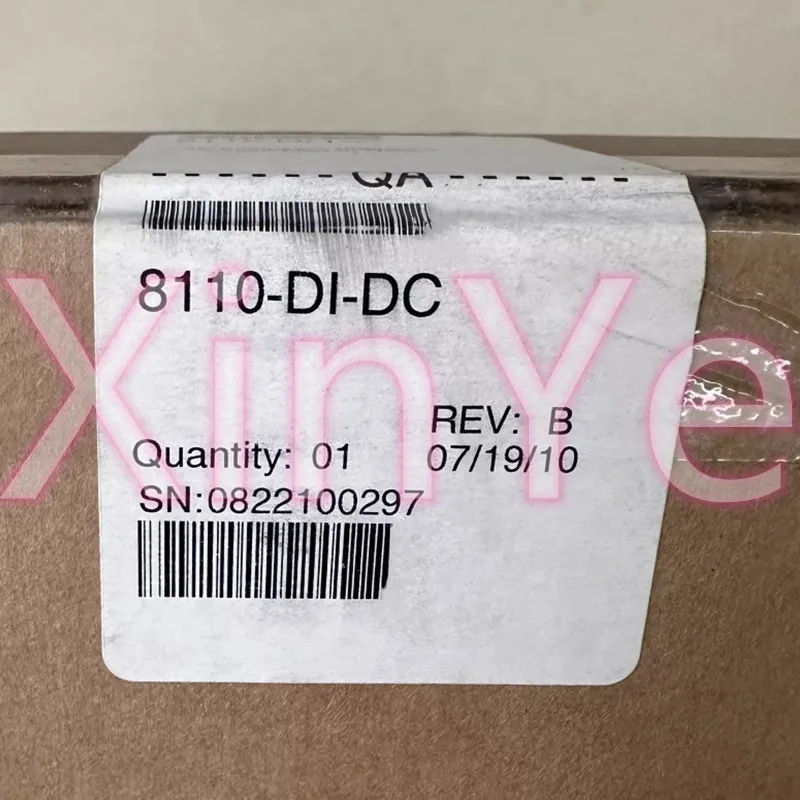 QA
8110-DI-DC
REV: B
Quantity: 01 07/19/10
SN:0822100297
XinYe